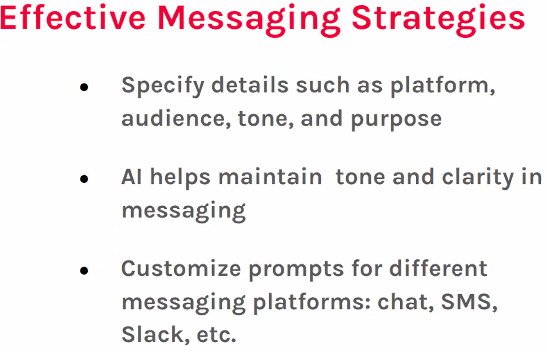 Effective Messaging Strategies
● Specify details such as platform,
audience, tone, and purpose
● AI helps maintain  tone and clarity in
messaging
● Customize prompts for different
messaging platforms: chat, SMS,
Slack, etc.